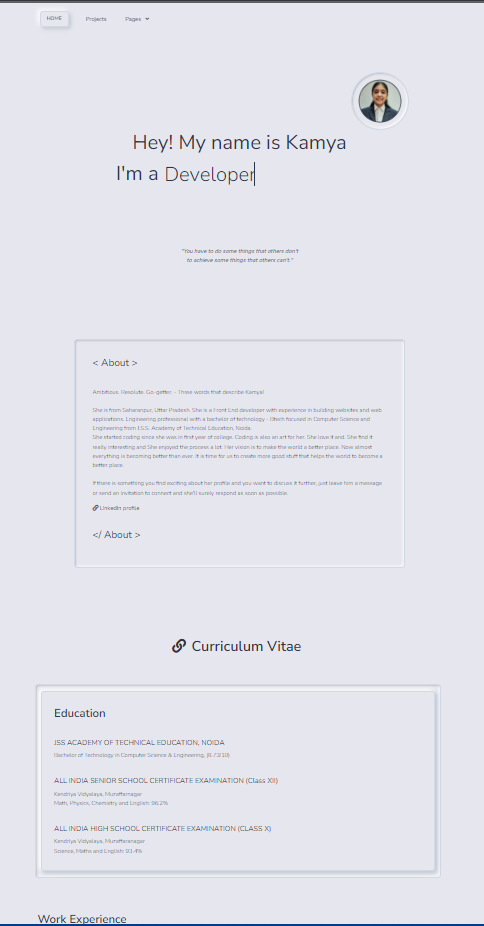 HOME Projects Pages
Hey! My name is Kamya
I'm a Developer
"You have to do some things that others don't
to achieve some things that others can't."
< About >
Ambitious. Resolute. Go-getter. - Three words that describe Kamya!
She is from Saharanpur, Uttar Pradesh. She is a Front End developer with experience in building websites and web
applications. Engineering professional with a bachelor of technology - Btech focused in Computer Science and
Engineering from J.S.S. Academy of Technical Education, Noida.
She started coding since she was in first year of college. Coding is also an art for her. She love it and, She find it
really interesting and She enjoyed the process a lot. Her vision is to make the world a better place. Now almost
everything is becoming better than ever. It is time for us to create more good stuff that helps the world to become a
better place.
If there is something you find exciting about her profile and you want to discuss it further, just leave him a message
or send an invitation to connect and she'll surely respond as soon as possible.
LinkedIn profile
</ About >
Curriculum Vitae
Education
JSS ACADEMY OF TECHNICAL EDUCATION, NOIDA
Bachelor of Technology in Computer Science & Engineering, (8.73/10)
ALL INDIA SENIOR SCHOOL CERTIFICATE EXAMINATION (Class XII)
Kendriya Vidyalaya, Muzaffarnagar
Math, Physics, Chemistry and English: 96.2%
ALL INDIA HIGH SCHOOL CERTIFICATE EXAMINATION (CLASS X)
Kendriya Vidyalaya, Muzaffaranagar
Science, Maths and English: 93.4%
Work Experience